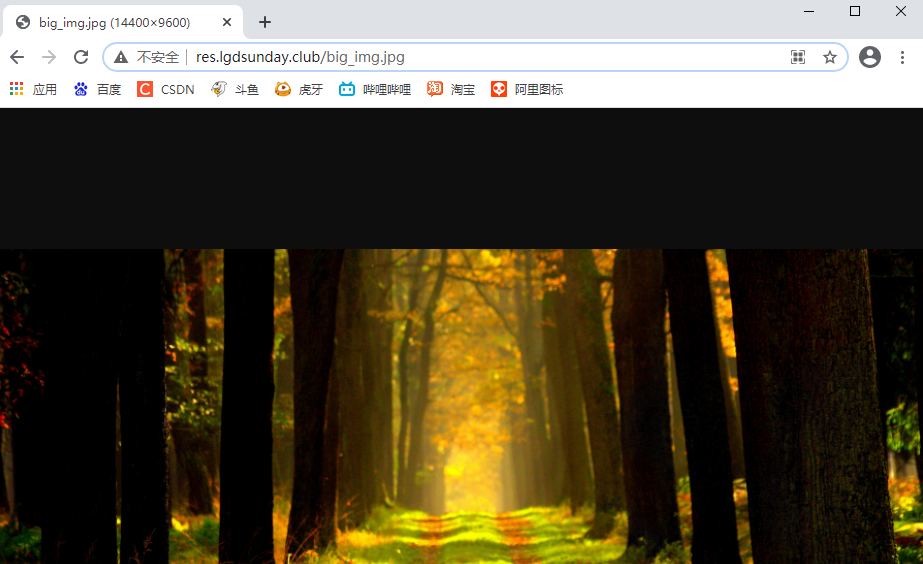 big_img.jpg (14400×9600)
不安全 res.lgdsunday.club/big_img.jpg
应用 百度 CSDN 斗鱼 虎牙 哔哩哔哩 淘宝 阿里图标